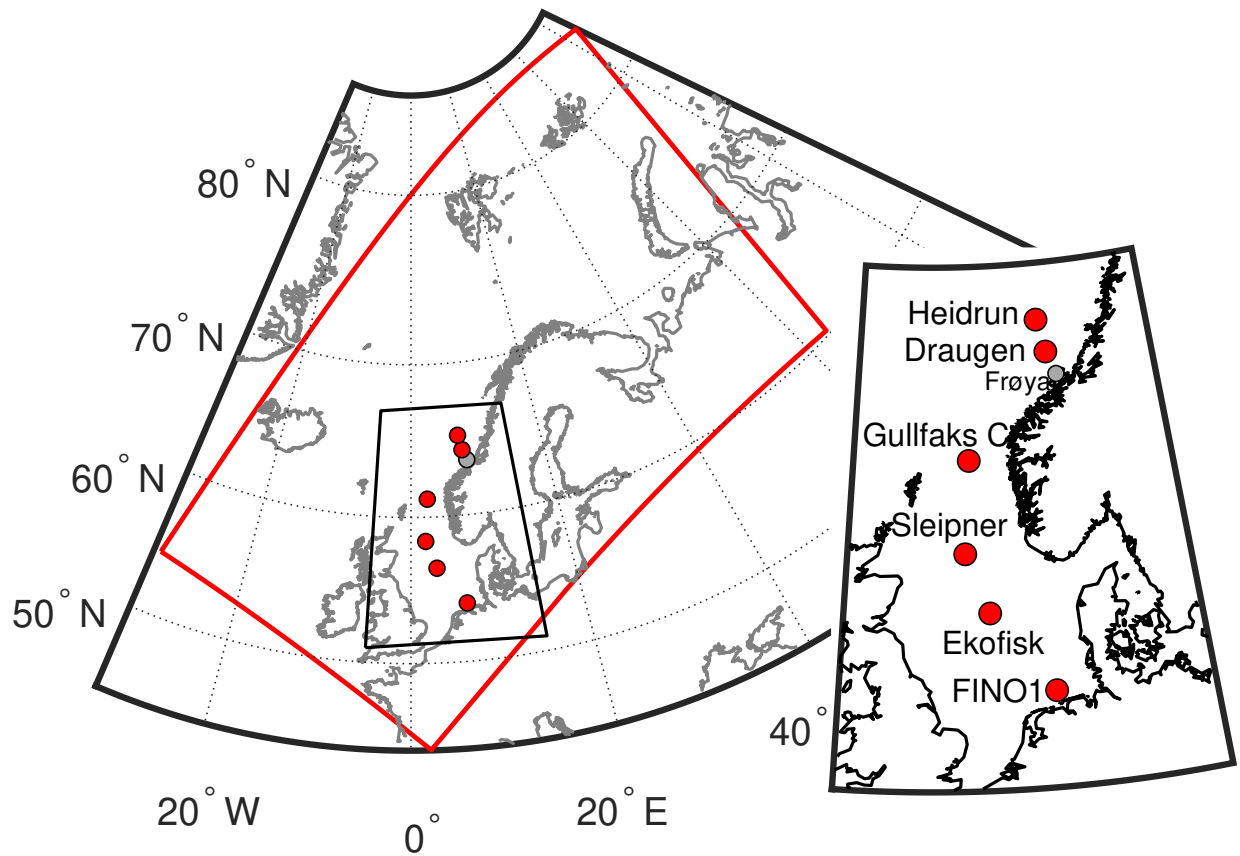 80° N
70° N
60° N
50° N
20° W
0°
20° E
40°
Heidrun
Draugen
Frøya
Gullfaks C
Sleipner
Ekofisk
FINO1